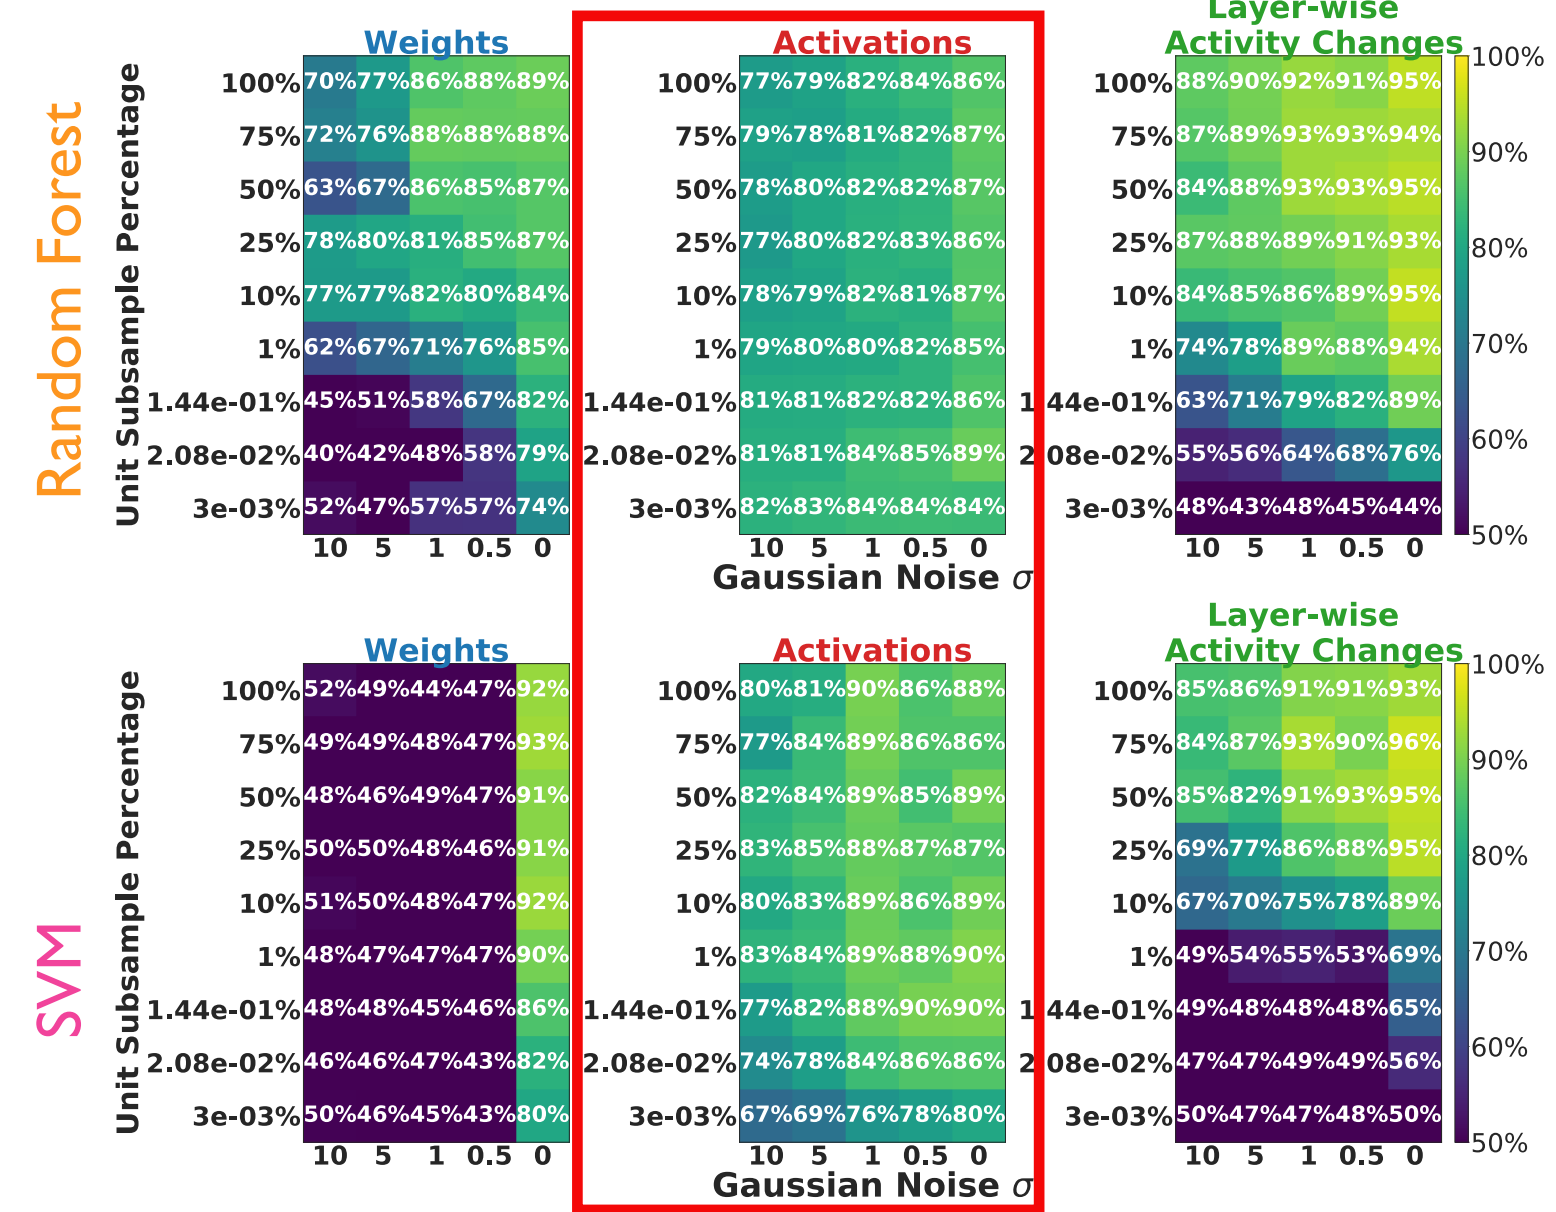 Random Forest
Unit Subsample Percentage
Weights
100% 70% 77% 86% 88% 89%
75% 72% 76% 88% 88% 88%
50% 63% 67% 86% 85% 87%
25% 78% 80% 81% 85% 87%
10% 77% 77% 82% 80% 84%
1% 62% 67% 71% 76% 85%
1.44e-01% 45% 51% 58% 67% 82%
2.08e-02% 40% 42% 48% 58% 79%
3e-03% 52% 47% 57% 57% 74%
10 5 1 0.5 0
Activations
100% 77% 79% 82% 84% 86%
75% 79% 78% 81% 82% 87%
50% 78% 80% 82% 82% 87%
25% 77% 80% 82% 83% 86%
10% 78% 79% 82% 81% 87%
1% 79% 80% 80% 82% 85%
1.44e-01% 81% 81% 82% 82% 86%
2.08e-02% 81% 81% 84% 85% 89%
3e-03% 82% 83% 84% 84% 84%
10 5 1 0.5 0
Gaussian Noise σ
Layer-wise
Activity Changes
100% 88% 90% 92% 91% 95%
75% 87% 89% 93% 93% 94%
50% 84% 88% 93% 93% 95%
25% 87% 88% 89% 91% 93%
10% 84% 85% 86% 89% 95%
1% 74% 78% 89% 88% 94%
1.44e-01% 63% 71% 79% 82% 89%
2.08e-02% 55% 56% 64% 68% 76%
3e-03% 48% 43% 48% 45% 44%
10 5 1 0.5 0
100%
90%
80%
70%
60%
50%
SVM
Unit Subsample Percentage
Weights
100% 52% 49% 44% 47% 92%
75% 49% 49% 48% 47% 93%
50% 48% 46% 49% 47% 91%
25% 50% 50% 48% 46% 91%
10% 51% 50% 48% 47% 92%
1% 48% 47% 47% 47% 90%
1.44e-01% 48% 48% 45% 46% 86%
2.08e-02% 46% 46% 47% 43% 82%
3e-03% 50% 46% 45% 43% 80%
10 5 1 0.5 0
Activations
100% 80% 81% 90% 86% 88%
75% 77% 84% 89% 86% 86%
50% 82% 84% 89% 85% 89%
25% 83% 85% 88% 87% 87%
10% 80% 83% 89% 86% 89%
1% 83% 84% 89% 88% 90%
1.44e-01% 77% 82% 88% 90% 90%
2.08e-02% 74% 78% 84% 86% 86%
3e-03% 67% 69% 76% 78% 80%
10 5 1 0.5 0
Gaussian Noise σ
Layer-wise
Activity Changes
100% 85% 86% 91% 91% 93%
75% 84% 87% 93% 90% 96%
50% 85% 82% 91% 93% 95%
25% 69% 77% 86% 88% 95%
10% 67% 70% 75% 78% 89%
1% 49% 54% 55% 53% 69%
1.44e-01% 49% 48% 48% 48% 65%
2.08e-02% 47% 47% 49% 49% 56%
3e-03% 50% 47% 47% 48% 50%
10 5 1 0.5 0
100%
90%
80%
70%
60%
50%